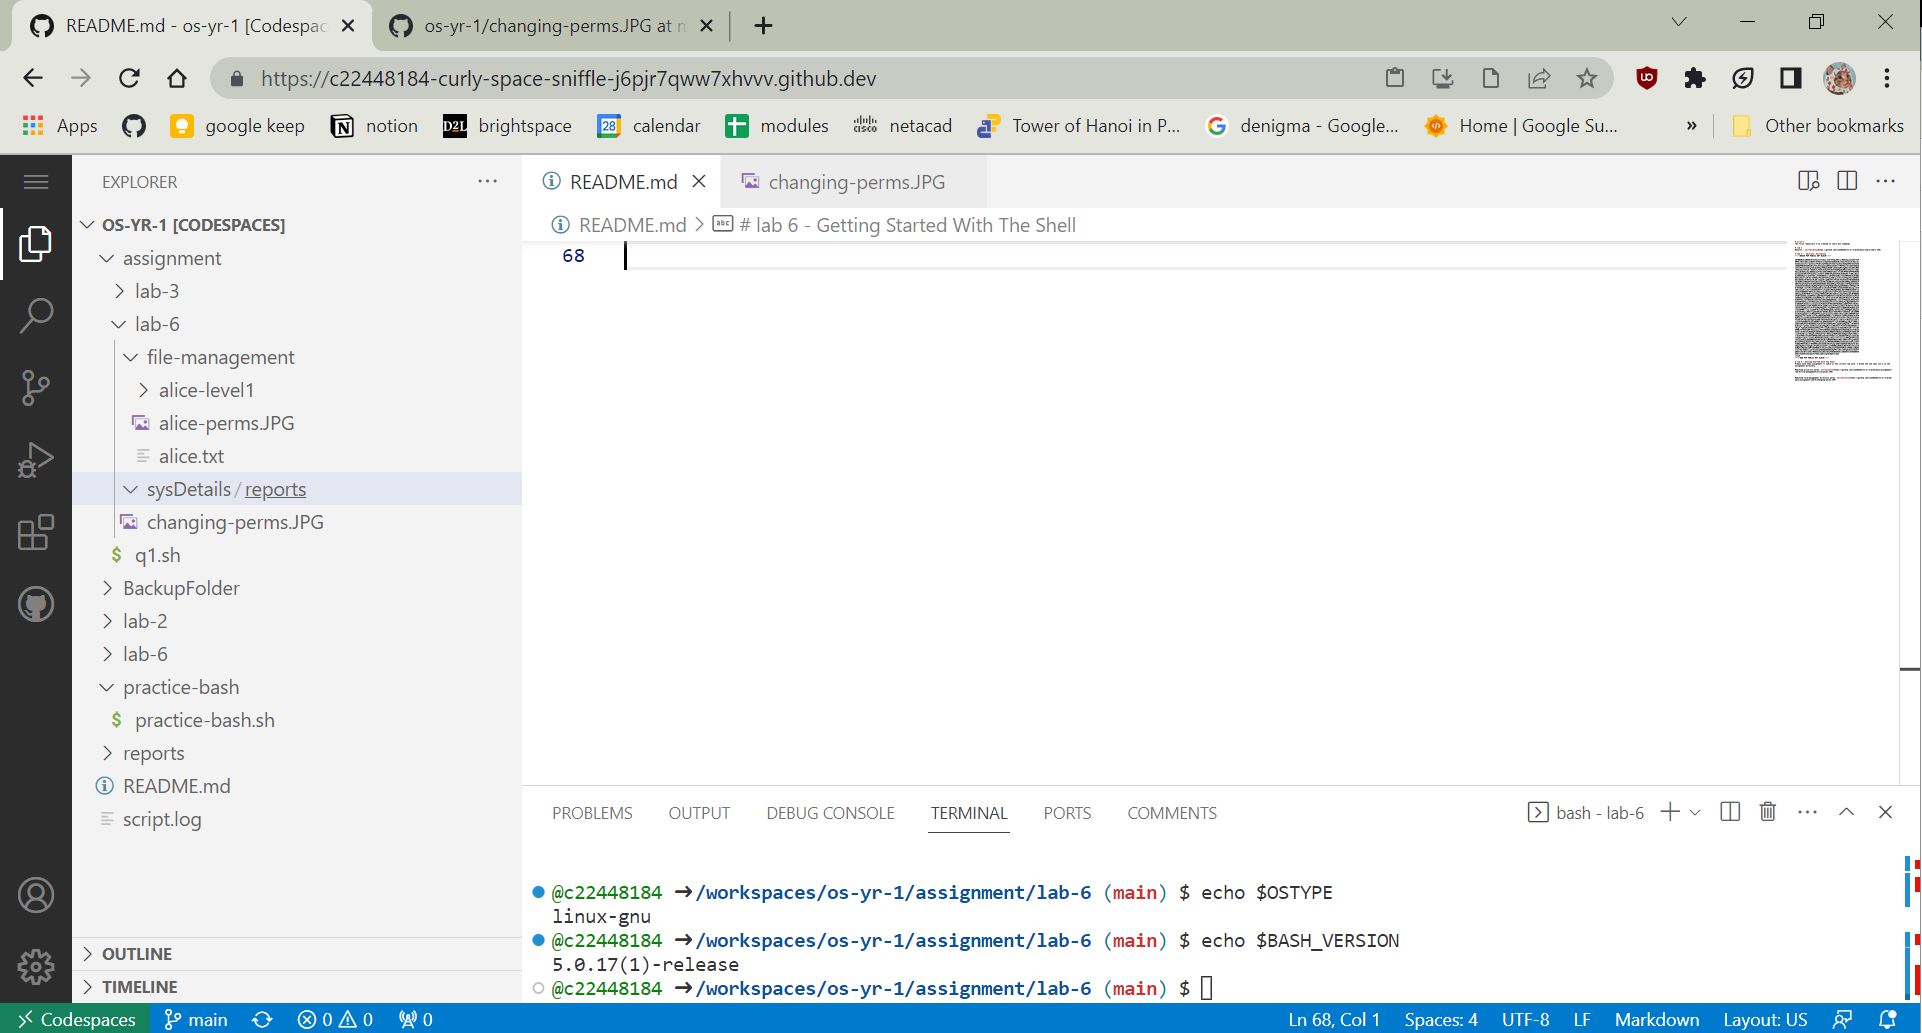 README.md - os-yr-1 [Codespac
os-yr-1/changing-perms.JPG at
https://c22448184-curly-space-sniffle-j6pjr7qww7xhvvv.github.dev
Apps
google keep
notion
D2L brightspace
28 calendar
modules
cisco netacad
Tower of Hanoi in P...
denigma - Google...
Home | Google Su...
»
Other bookmarks
EXPLORER
README.md
changing-perms.JPG
OS-YR-1 [CODESPACES]
README.md > # lab 6 - Getting Started With The Shell
68
assignment
lab-3
lab-6
file-management
alice-level1
alice-perms.JPG
alice.txt
sysDetails/reports
changing-perms.JPG
$ q1.sh
BackupFolder
lab-2
lab-6
practice-bash
$ practice-bash.sh
reports
README.md
script.log
OUTLINE
TIMELINE
PROBLEMS OUTPUT DEBUG CONSOLE TERMINAL PORTS COMMENTS
bash - lab-6
@c22448184 ➜/workspaces/os-yr-1/assignment/lab-6 (main) $ echo $OSTYPE
linux-gnu
@c22448184 ➜/workspaces/os-yr-1/assignment/lab-6 (main) $ echo $BASH_VERSION
5.0.17(1)-release
@c22448184 ➜/workspaces/os-yr-1/assignment/lab-6 (main) $
Codespaces main 0 0 0 Ln 68, Col 1 Spaces: 4 UTF-8 LF Markdown Layout: US